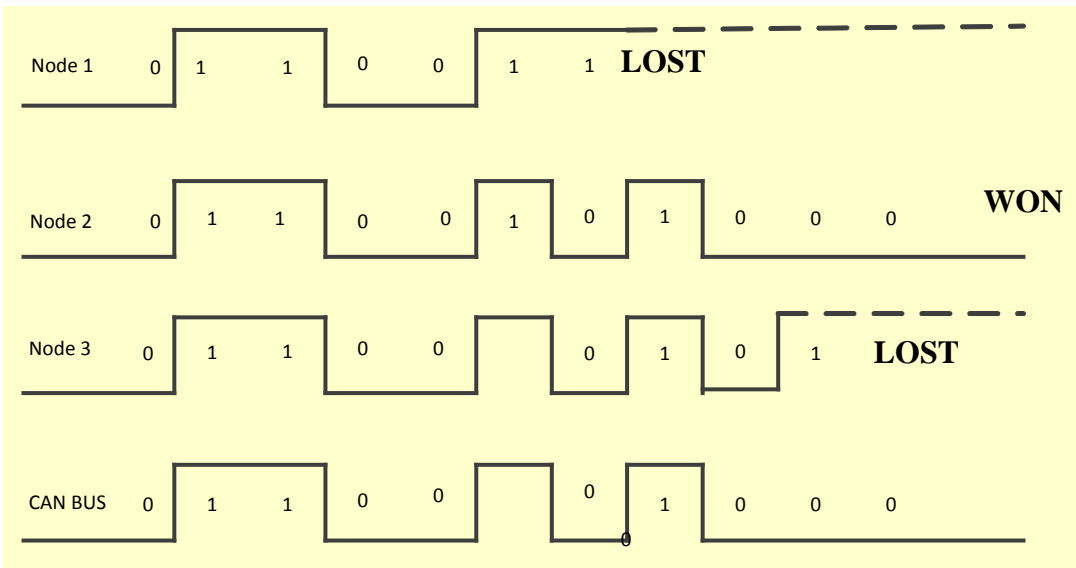 Node 1 0 1 1 0 0 1 1 LOST
Node 2 0 1 1 0 0 1 0 1 0 0 0 WON
Node 3 0 1 1 0 0 0 1 0 1 LOST
CAN BUS 0 1 1 0 0 0 1 0 0 0
0